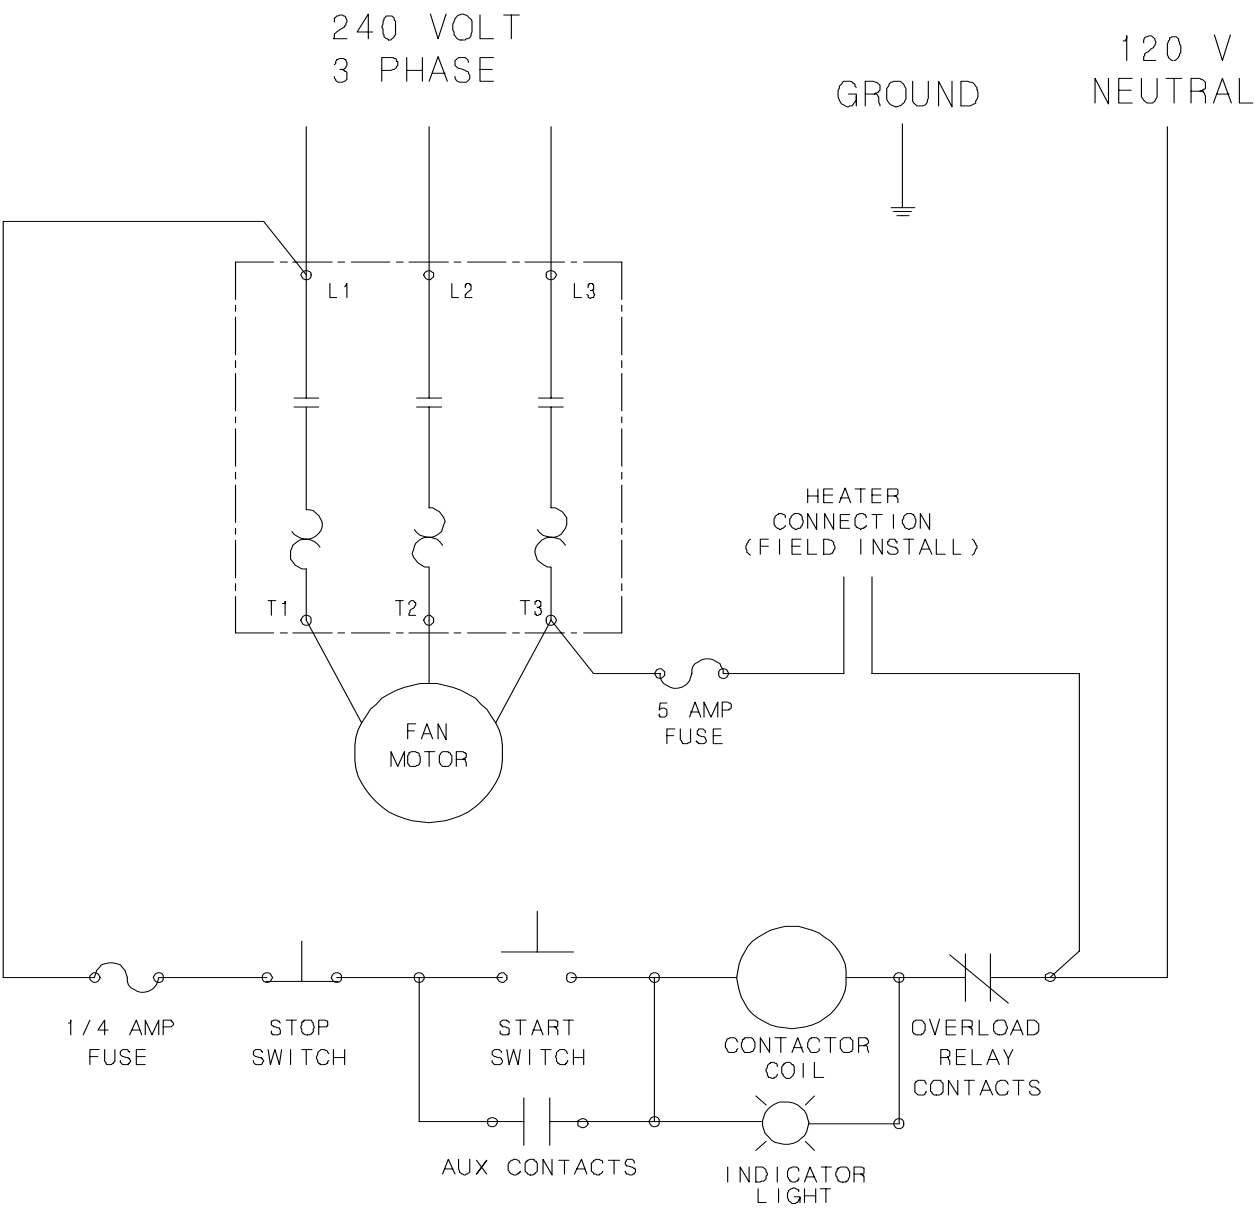 240 VOLT
3 PHASE
GROUND
120 V
NEUTRAL
L1
L2
L3
HEATER
CONNECTION
(FIELD INSTALL)
T1
T2
T3
5 AMP
FUSE
FAN
MOTOR
1/4 AMP
FUSE
STOP
SWITCH
START
SWITCH
CONTACTOR
COIL
OVERLOAD
RELAY
CONTACTS
AUX CONTACTS
INDICATOR
LIGHT